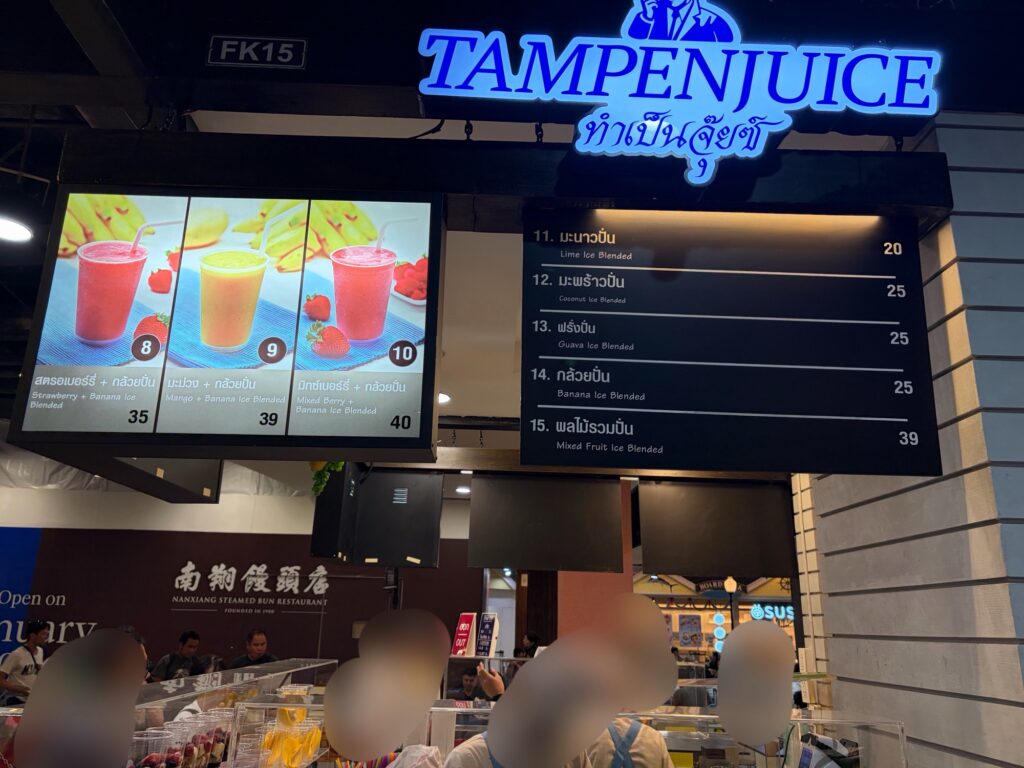 FK15
TAMPENJUICE
ทำเป็นจุ๊ยซ์
8
สตรอเบอร์รี่ + กล้วยปั่น
Strawberry + Banana Ice
Blended
35
9
มะม่วง + กล้วยปั่น
Mango + Banana Ice Blended
39
10
มิกซ์เบอร์รี่ + กล้วยปั่น
Mixed Berry +
Banana Ice Blended
40
11. มะนาวปั่น 20
Lime Ice Blended
12. มะพร้าวปั่น 25
Coconut Ice Blended
13. ฝรั่งปั่น 25
Guava Ice Blended
14. กล้วยปั่น 25
Banana Ice Blended
15. ผลไม้รวมปั่น 39
Mixed Fruit Ice Blended
Open on
nuary
南翔饅頭店
NANXIANG STEAMED BUN RESTAURANT
FOUNDED IN 1900
ออก
OUT
SUS